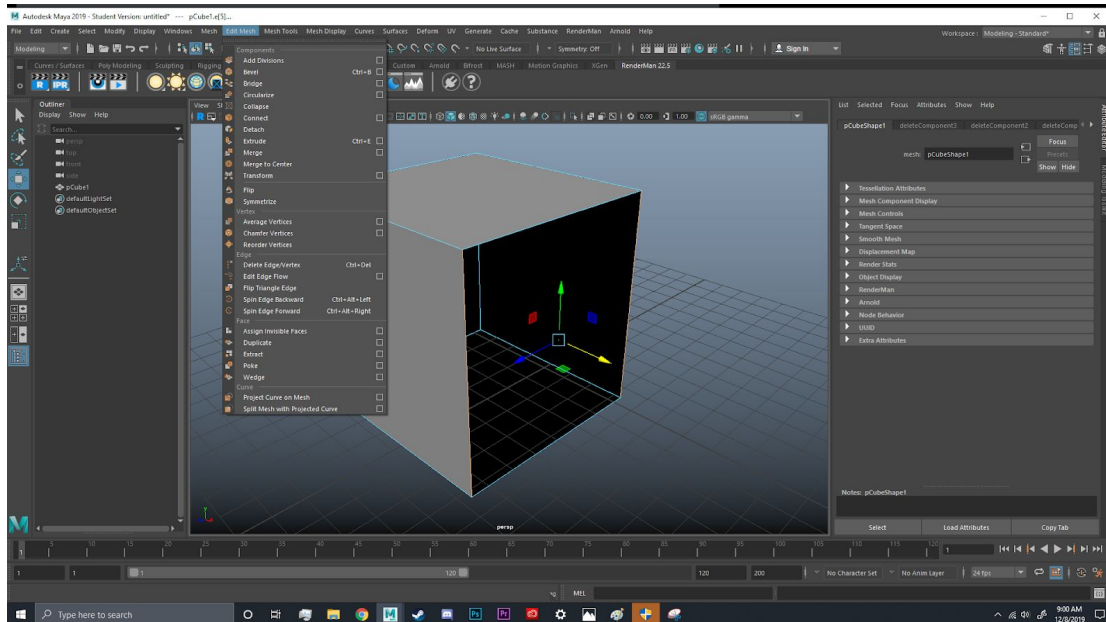 Autodesk Maya 2019 - Student Version: untitled* --- pCube1.e[5]...
File Edit Create Select Modify Display Windows Mesh Edit Mesh Mesh Tools Mesh Display Curves Surfaces Deform UV Generate Cache Substance RenderMan Arnold Help
Workspace: Modeling - Standard*
Modeling
No Live Surface
Symmetry: Off
Sign In
Curves / Surfaces Poly Modeling Sculpting Rigging
Custom Arnold Bifrost MASH Motion Graphics XGen RenderMan 22.5
IPR
Outliner
Display Show Help
Search...
persp
top
front
side
pCube1
defaultLightSet
defaultObjectSet
View
0.00
1.00
sRGB gamma
Components
Add Divisions
Bevel Ctrl+B
Bridge
Circularize
Collapse
Connect
Detach
Extrude Ctrl+E
Merge
Merge to Center
Transform
Flip
Symmetrize
Vertex
Average Vertices
Chamfer Vertices
Reorder Vertices
Edge
Delete Edge/Vertex Ctrl+Del
Edit Edge Flow
Flip Triangle Edge
Spin Edge Backward Ctrl+Alt+Left
Spin Edge Forward Ctrl+Alt+Right
Face
Assign Invisible Faces
Duplicate
Extract
Poke
Wedge
Curve
Project Curve on Mesh
Split Mesh with Projected Curve
persp
List Selected Focus Attributes Show Help
pCubeShape1 deleteComponent3 deleteComponent2 deleteComp
mesh: pCubeShape1
Focus
Presets
Show Hide
Tessellation Attributes
Mesh Component Display
Mesh Controls
Tangent Space
Smooth Mesh
Displacement Map
Render Stats
Object Display
RenderMan
Arnold
Node Behavior
UUID
Extra Attributes
Notes: pCubeShape1
Select Load Attributes Copy Tab
1 5 10 15 20 25 30 35 40 45 50 55 60 65 70 75 80 85 90 95 100 105 110 115 120 1
1 1 1 120 120 200 No Character Set No Anim Layer 24 fps
MEL
Type here to search
9:00 AM
12/8/2019